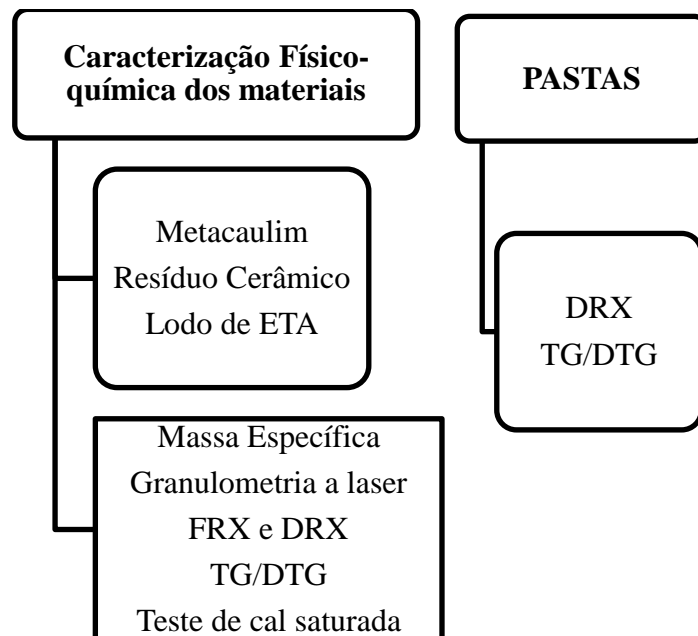 Caracterização Físico-
química dos materiais
Metacaulim
Resíduo Cerâmico
Lodo de ETA
Massa Específica
Granulometria a laser
FRX e DRX
TG/DTG
Teste de cal saturada
PASTAS
DRX
TG/DTG